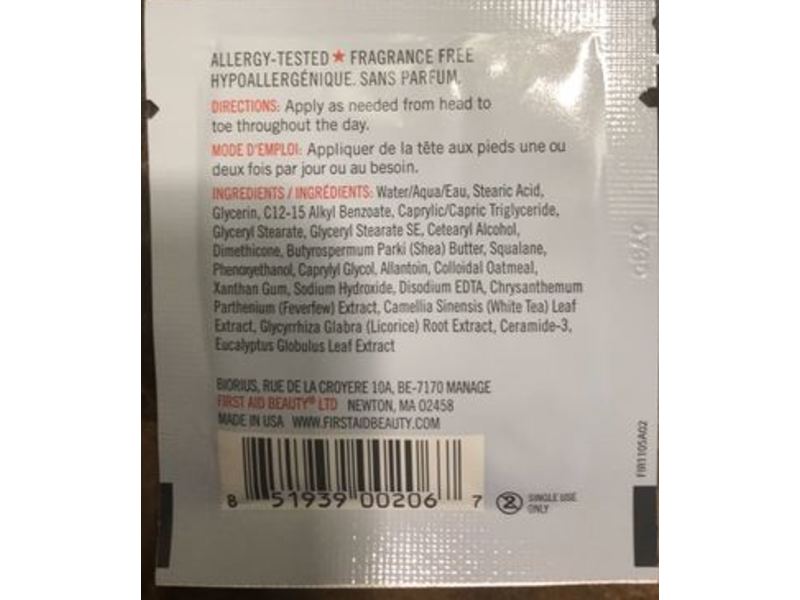 ALLERGY-TESTED ★ FRAGRANCE FREE
HYPOALLERGÉNIQUE. SANS PARFUM.
DIRECTIONS: Apply as needed from head to
toe throughout the day.
MODE D'EMPLOI: Appliquer de la tête aux pieds une ou
deux fois par jour ou au besoin.
INGREDIENTS / INGRÉDIENTS: Water/Aqua/Eau, Stearic Acid,
Glycerin, C12-15 Alkyl Benzoate, Caprylic/Capric Triglyceride,
Glyceryl Stearate, Glyceryl Stearate SE, Cetearyl Alcohol,
Dimethicone, Butyrospermum Parki (Shea) Butter, Squalane,
Phenoxyethanol, Caprylyl Glycol, Allantoin, Colloidal Oatmeal,
Xanthan Gum, Sodium Hydroxide, Disodium EDTA, Chrysanthemum
Parthenium (Feverfew) Extract, Camellia Sinensis (White Tea) Leaf
Extract, Glycyrrhiza Glabra (Licorice) Root Extract, Ceramide-3,
Eucalyptus Globulus Leaf Extract
BIORIUS, RUE DE LA CROYERE 10A, BE-7170 MANAGE
FIRST AID BEAUTY® LTD NEWTON, MA 02458
MADE IN USA WWW.FIRSTAIDBEAUTY.COM
8 51939 00206 7
2 SINGLE USE
ONLY
FIR1105A02